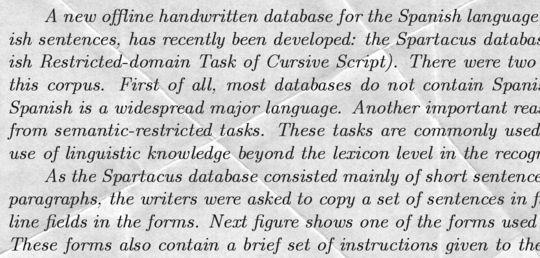 A new offline handwritten database for the Spanish language
ish sentences, has recently been developed: the Spartacus databas
ish Restricted-domain Task of Cursive Script). There were two
this corpus. First of all, most databases do not contain Spani
Spanish is a widespread major language. Another important rea
from semantic-restricted tasks. These tasks are commonly used
use of linguistic knowledge beyond the lexicon level in the recogn
As the Spartacus database consisted mainly of short sentence
paragraphs, the writers were asked to copy a set of sentences in f
line fields in the forms. Next figure shows one of the forms used
These forms also contain a brief set of instructions given to the